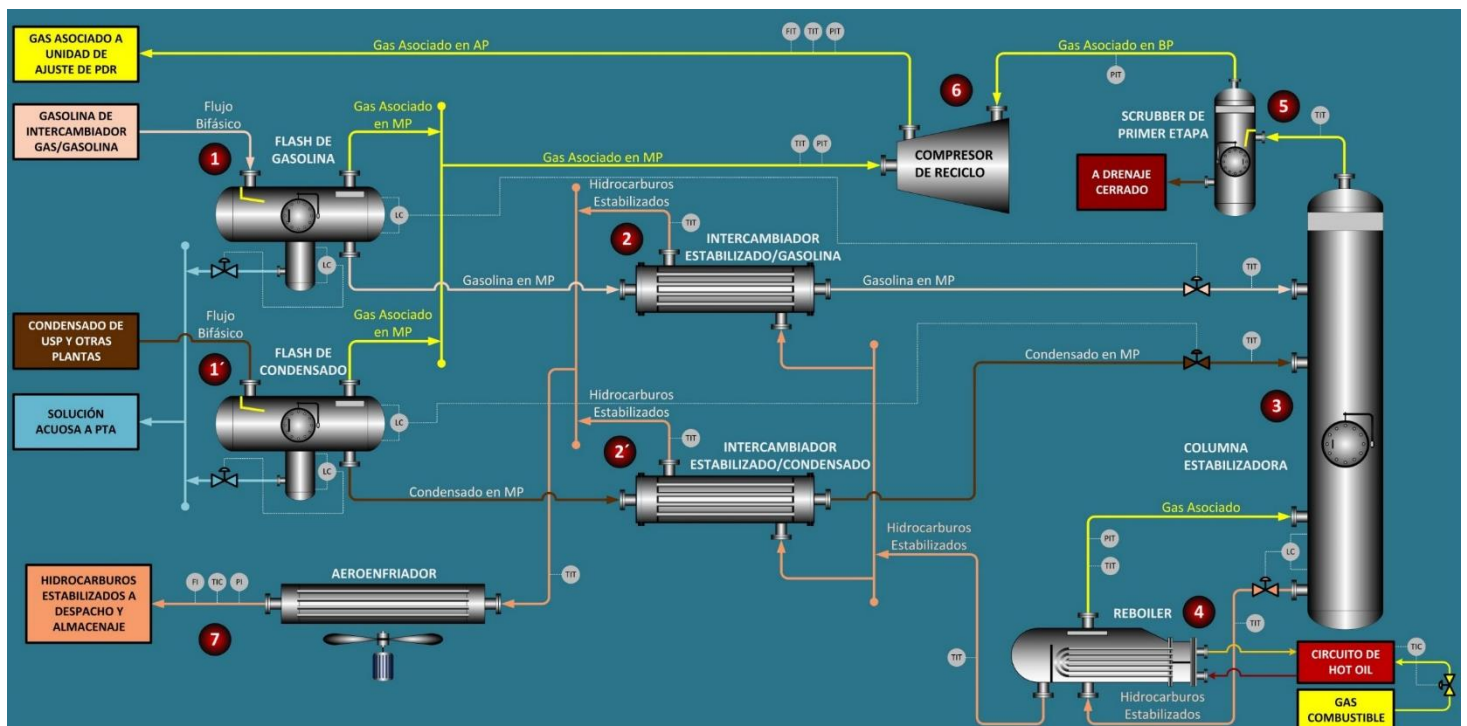 GAS ASOCIADO A
UNIDAD DE
AJUSTE DE PDR
Gas Asociado en AP
FIT
TIT
PIT
Gas Asociado en BP
PIT
6
SCRUBBER DE
PRIMER ETAPA
5
TIT
GASOLINA DE
INTERCAMBIADOR
GAS/GASOLINA
Flujo
Bifásico
1
FLASH DE
GASOLINA
Gas Asociado
en MP
Gas Asociado en MP
TIT
PIT
COMPRESOR
DE RECICLO
A DRENAJE
CERRADO
LC
LC
Hidrocarburos
Estabilizados
TIT
2
INTERCAMBIADOR
ESTABILIZADO/GASOLINA
Gasolina en MP
Gasolina en MP
TIT
CONDENSADO DE
USP Y OTRAS
PLANTAS
Flujo
Bifásico
1´
FLASH DE
CONDENSADO
Gas Asociado
en MP
Condensado en MP
TIT
3
COLUMNA
ESTABILIZADORA
SOLUCIÓN
ACUOSA A PTA
LC
LC
Hidrocarburos
Estabilizados
TIT
2´
INTERCAMBIADOR
ESTABILIZADO/CONDENSADO
Condensado en MP
Hidrocarburos
Estabilizados
Gas Asociado
PIT
TIT
LC
HIDROCARBUROS
ESTABILIZADOS A
DESPACHO Y
ALMACENAJE
FI
TIC
PI
7
AEROENFRIADOR
TIT
REBOILER
4
TIT
TIT
Hidrocarburos
Estabilizados
CIRCUITO DE
HOT OIL
TIC
GAS
COMBUSTIBLE